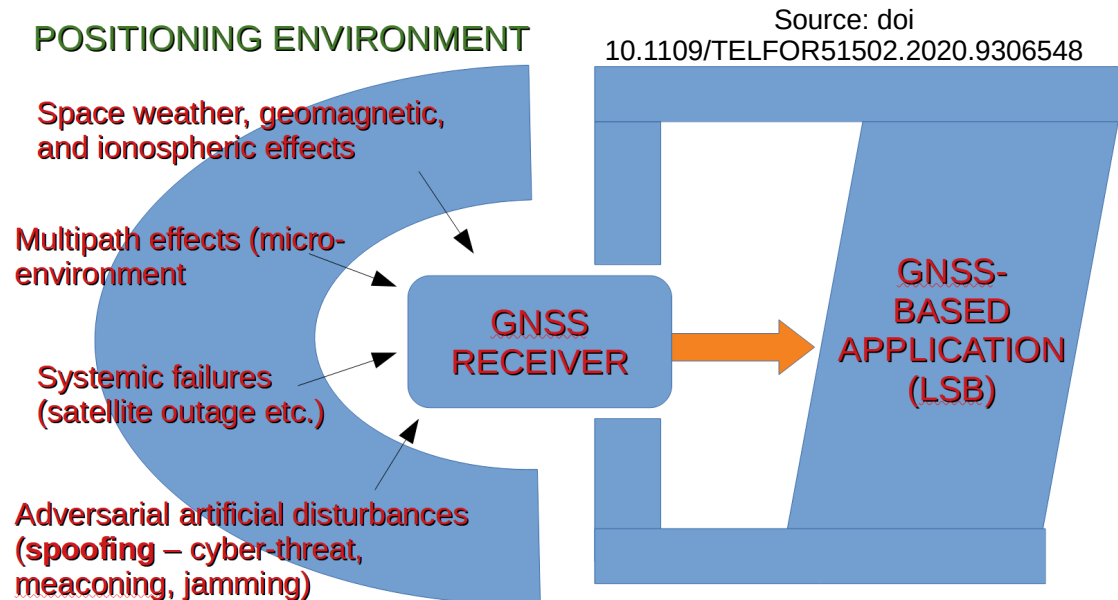 POSITIONING ENVIRONMENT
Source: doi
10.1109/TELFOR51502.2020.9306548
Space weather, geomagnetic,
and ionospheric effects
Multipath effects (micro-
environment
Systemic failures
(satellite outage etc.)
Adversarial artificial disturbances
(spoofing – cyber-threat,
meaconing, jamming)
GNSS
RECEIVER
GNSS-
BASED
APPLICATION
(LSB)